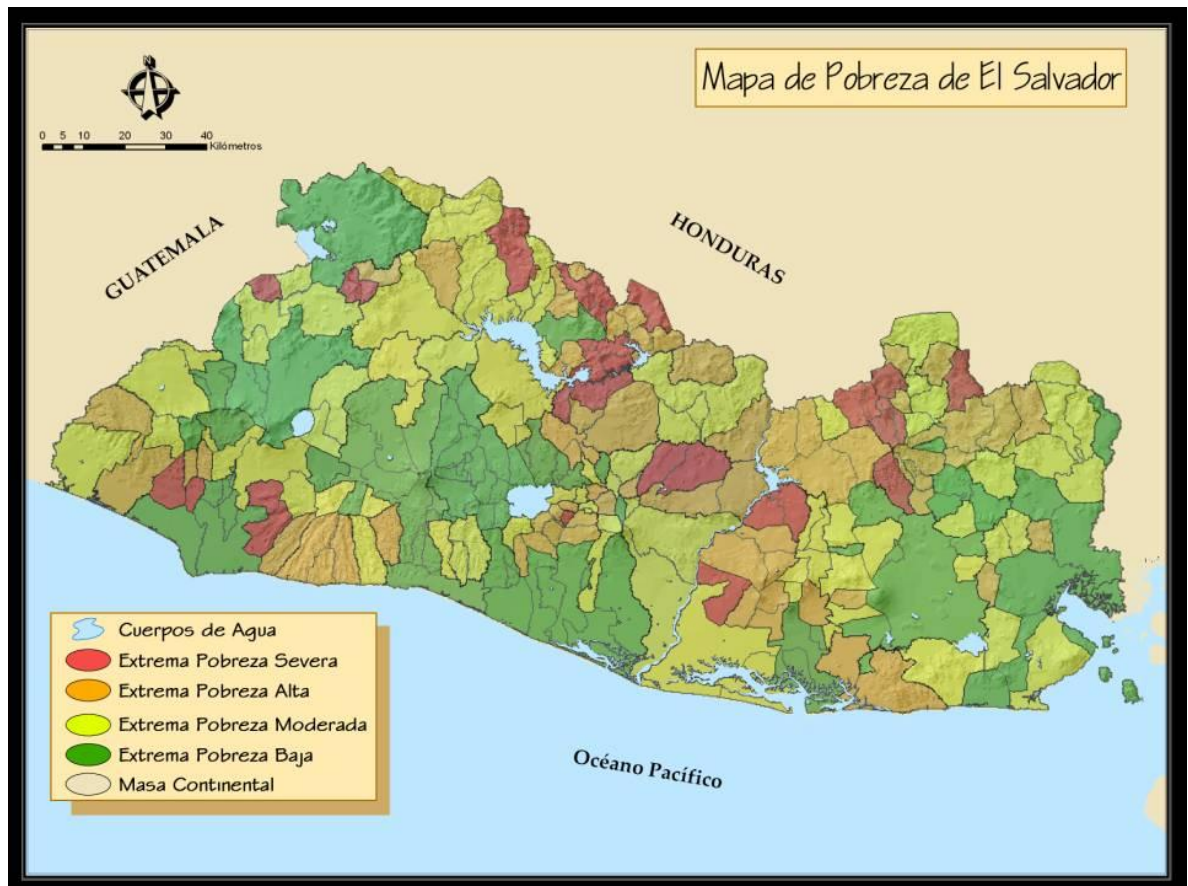 Mapa de Pobreza de El Salvador
N
0 5 10 20 30 40
Kilómetros
GUATEMALA
HONDURAS
Cuerpos de Agua
Extrema Pobreza Severa
Extrema Pobreza Alta
Extrema Pobreza Moderada
Extrema Pobreza Baja
Masa Continental
Océano Pacífico